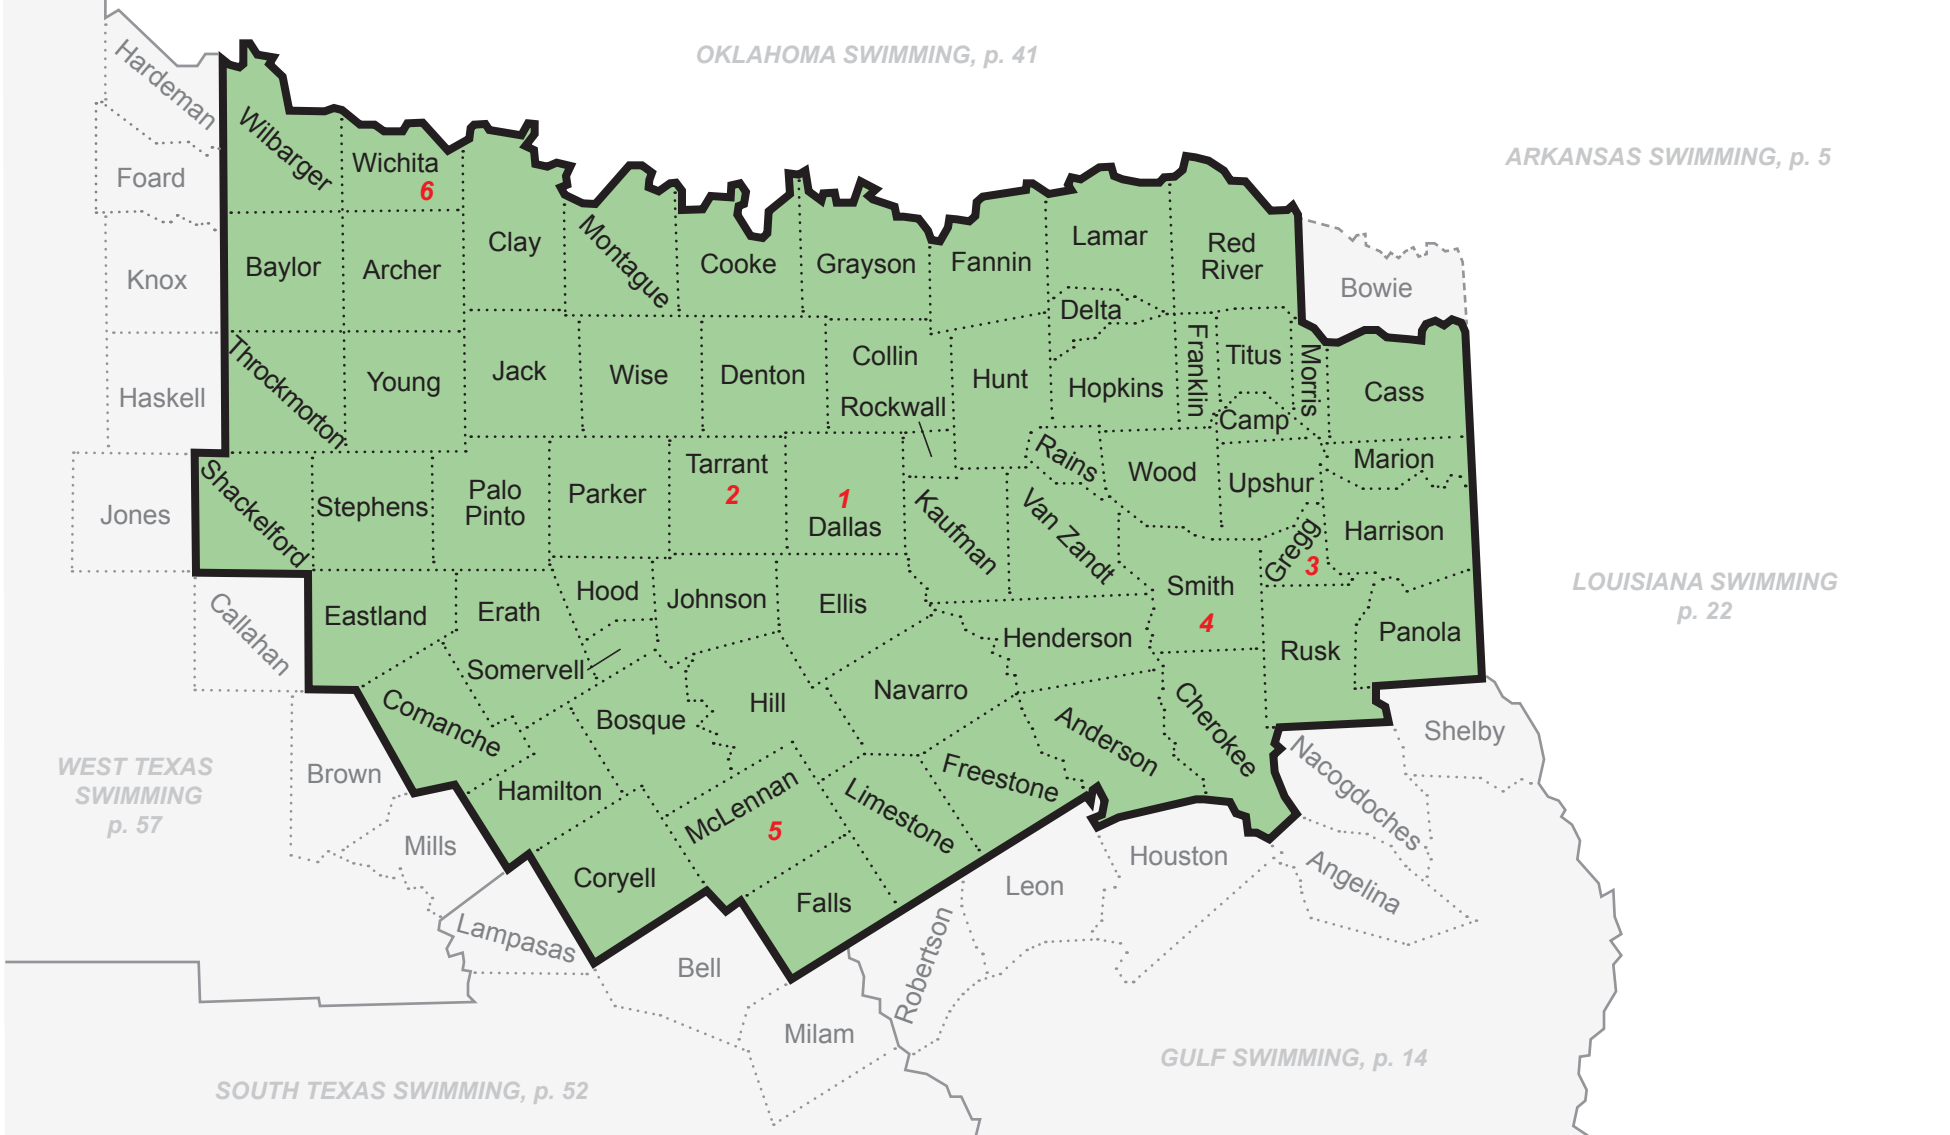 OKLAHOMA SWIMMING, p. 41
ARKANSAS SWIMMING, p. 5
Hardeman
Wilbarger
Wichita
6
Foard
Clay
Montague
Cooke
Grayson
Fannin
Lamar
Red
River
Bowie
Knox
Baylor
Archer
Delta
Haskell
Throckmorton
Young
Jack
Wise
Denton
Collin
Rockwall
Hunt
Hopkins
Franklin
Titus
Morris
Camp
Cass
Jones
Shackelford
Stephens
Palo
Pinto
Parker
Tarrant
2
1
Dallas
Kaufman
Rains
Van Zandt
Wood
Upshur
Marion
Gregg
3
Harrison
Callahan
Eastland
Erath
Hood
Johnson
Ellis
Henderson
Smith
4
Rusk
Panola
LOUISIANA SWIMMING
p. 22
Somervell
Comanche
Bosque
Hill
Navarro
Anderson
Cherokee
Shelby
Nacogdoches
WEST TEXAS
SWIMMING
p. 57
Brown
Hamilton
McLennan
5
Limestone
Freestone
Mills
Coryell
Falls
Leon
Houston
Angelina
Lampasas
Bell
Robertson
Milam
SOUTH TEXAS SWIMMING, p. 52
GULF SWIMMING, p. 14